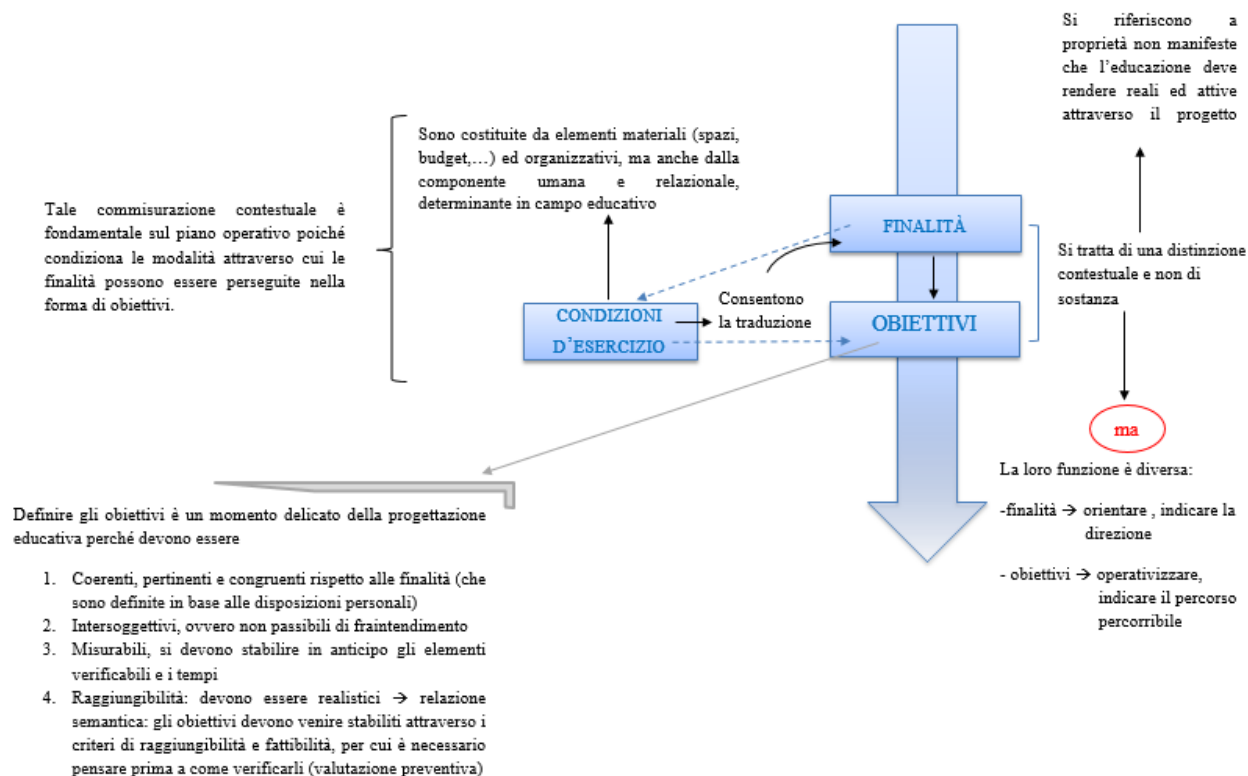 Si riferiscono a
proprietà non manifeste
che l’educazione deve
rendere reali ed attive
attraverso il progetto
Sono costituite da elementi materiali (spazi,
budget,…) ed organizzativi, ma anche dalla
componente umana e relazionale,
determinante in campo educativo
Tale commisurazione contestuale è
fondamentale sul piano operativo poiché
condiziona le modalità attraverso cui le
finalità possono essere perseguite nella
forma di obiettivi.
FINALITÀ
Si tratta di una distinzione
contestuale e non di
sostanza
CONDIZIONI
D’ESERCIZIO
Consentono
la traduzione
OBIETTIVI
ma
La loro funzione è diversa:
-finalità → orientare , indicare la
direzione
- obiettivi → operativizzare,
indicare il percorso
percorribile
Definire gli obiettivi è un momento delicato della progettazione
educativa perché devono essere
1. Coerenti, pertinenti e congruenti rispetto alle finalità (che
sono definite in base alle disposizioni personali)
2. Intersoggettivi, ovvero non passibili di fraintendimento
3. Misurabili, si devono stabilire in anticipo gli elementi
verificabili e i tempi
4. Raggiungibilità: devono essere realistici → relazione
semantica: gli obiettivi devono venire stabiliti attraverso i
criteri di raggiungibilità e fattibilità, per cui è necessario
pensare prima a come verificarli (valutazione preventiva)